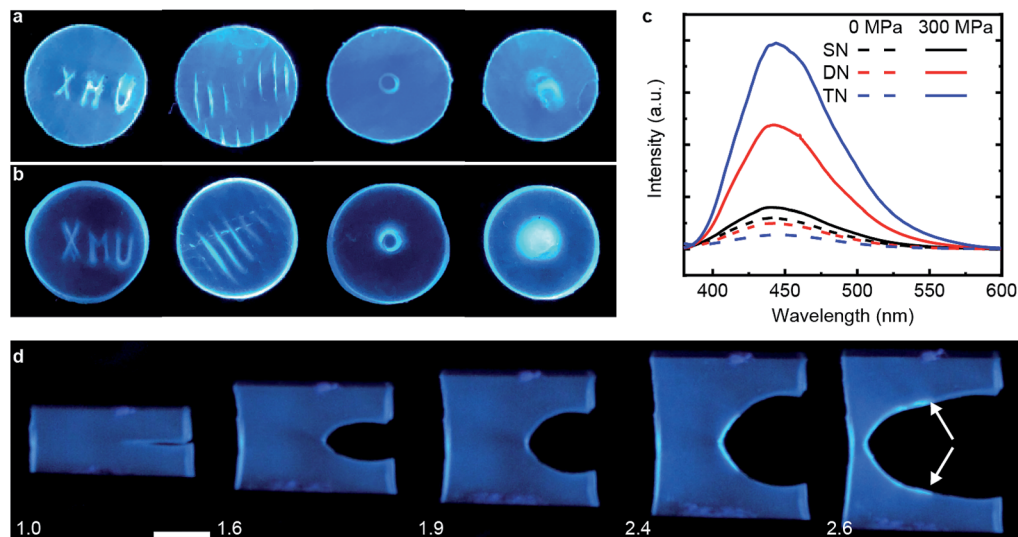 a
XMU
b
XMU
c
0 MPa 300 MPa
SN
DN
TN
Intensity (a.u.)
400 450 500 550 600
Wavelength (nm)
d
1.0 1.6 1.9 2.4 2.6